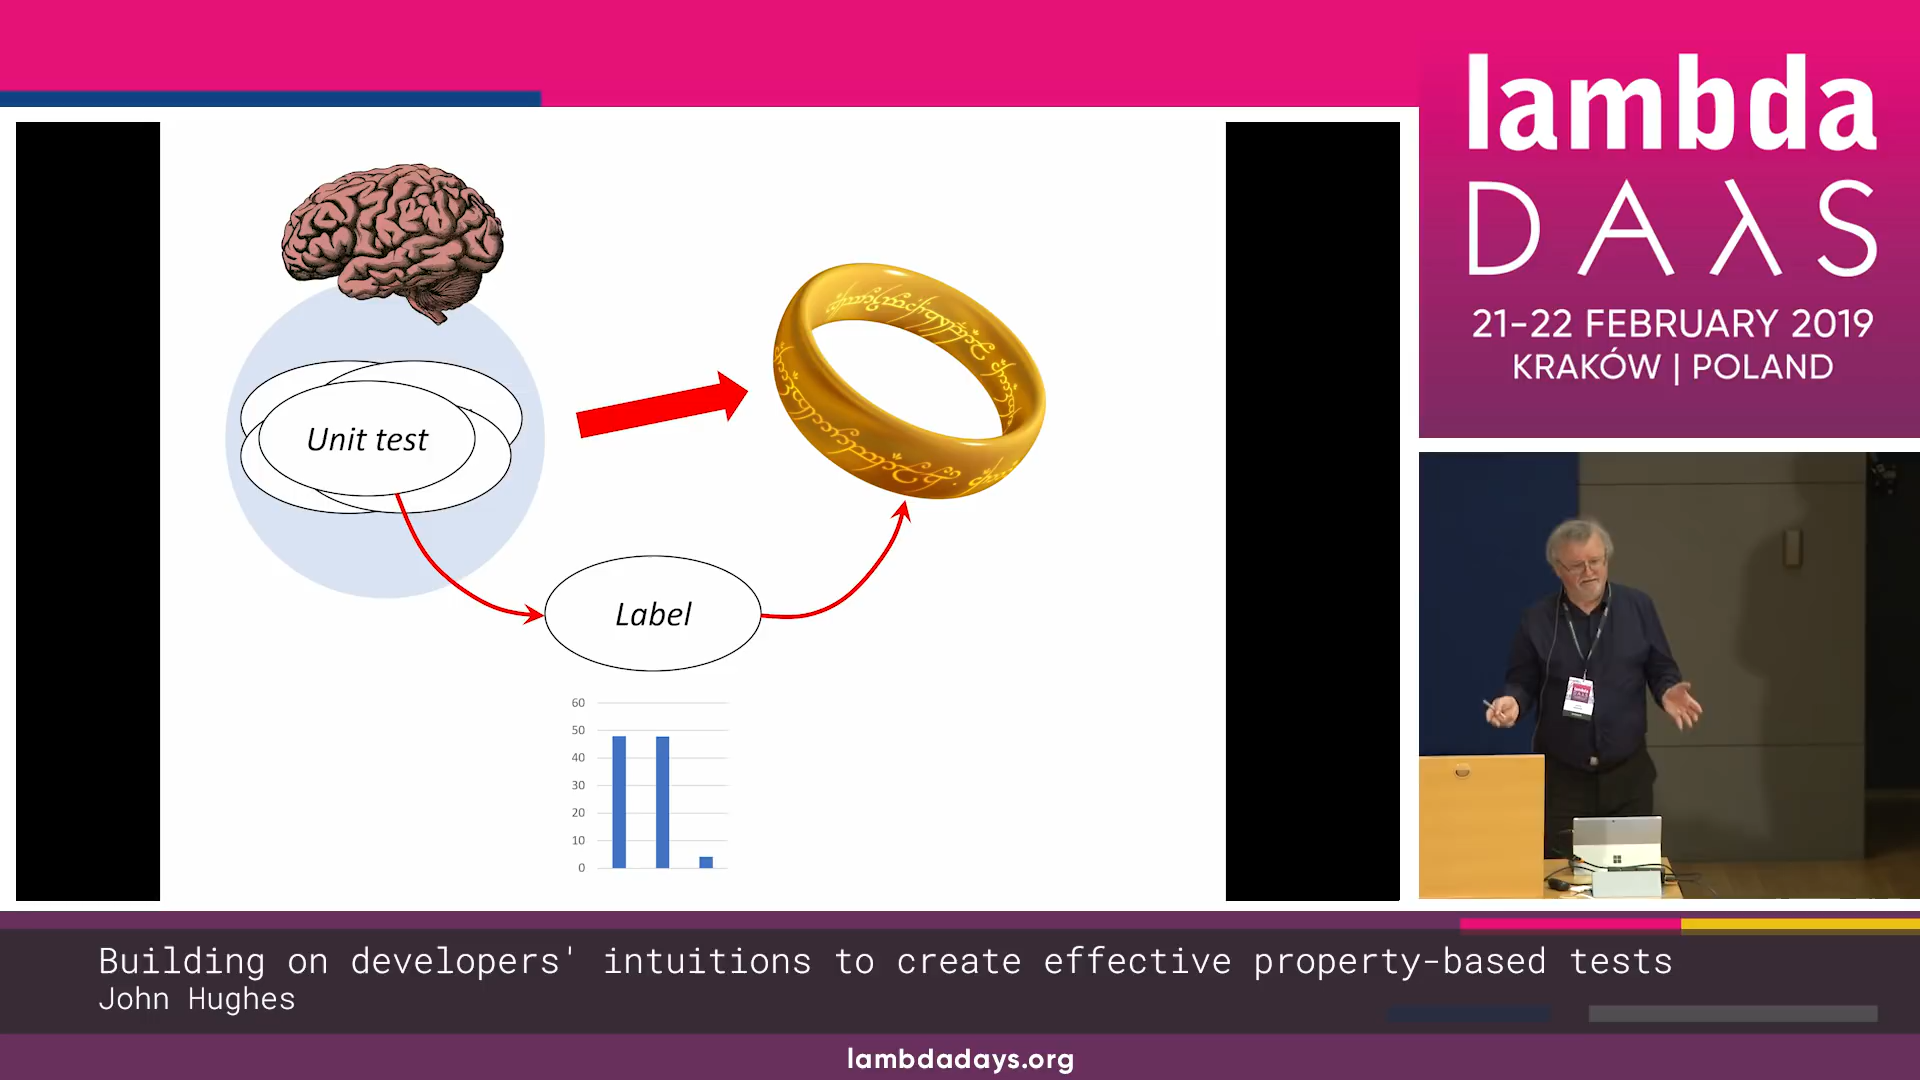 lambda
DAλS
21-22 FEBRUARY 2019
KRAKÓW | POLAND
Unit test
Label
60
50
40
30
20
10
0
Building on developers' intuitions to create effective property-based tests
John Hughes
lambdadays.org